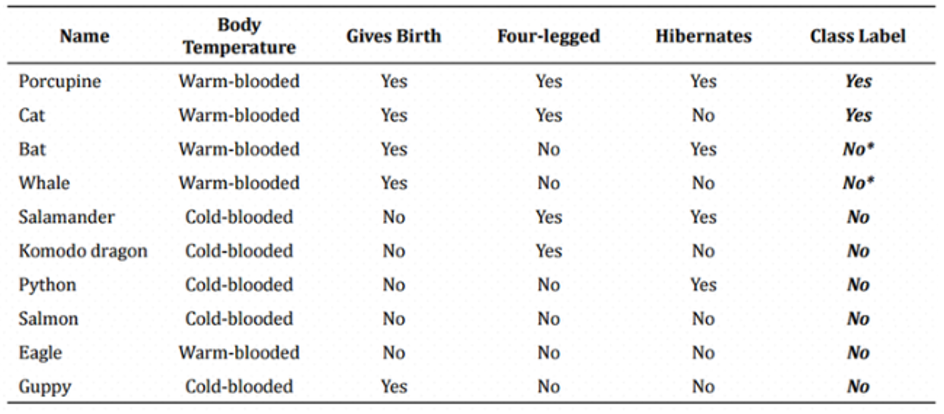 Name Body Temperature Gives Birth Four-legged Hibernates Class Label
Porcupine Warm-blooded Yes Yes Yes Yes
Cat Warm-blooded Yes Yes No Yes
Bat Warm-blooded Yes No Yes No*
Whale Warm-blooded Yes No No No*
Salamander Cold-blooded No Yes Yes No
Komodo dragon Cold-blooded No Yes No No
Python Cold-blooded No No Yes No
Salmon Cold-blooded No No No No
Eagle Warm-blooded No No No No
Guppy Cold-blooded Yes No No No